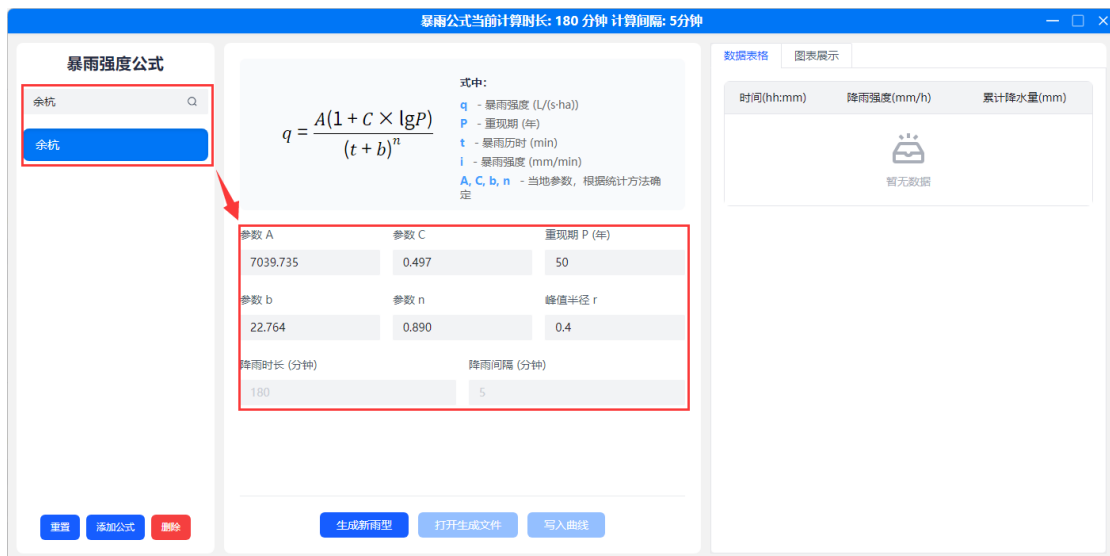 暴雨公式当前计算时长: 180 分钟 计算间隔: 5分钟
暴雨强度公式
余杭
余杭
重置 添加公式 删除
q = A(1 + C × lgP) / (t + b)^n
式中:
q - 暴雨强度 (L/(s·ha))
P - 重现期 (年)
t - 暴雨历时 (min)
i - 暴雨强度 (mm/min)
A, C, b, n - 当地参数，根据统计方法确
定
参数 A 参数 C 重现期 P (年)
7039.735 0.497 50
参数 b 参数 n 峰值半径 r
22.764 0.890 0.4
降雨时长 (分钟) 降雨间隔 (分钟)
180 5
生成新雨型 打开生成文件 写入曲线
数据表格 图表展示
时间(hh:mm) 降雨强度(mm/h) 累计降水量(mm)
暂无数据